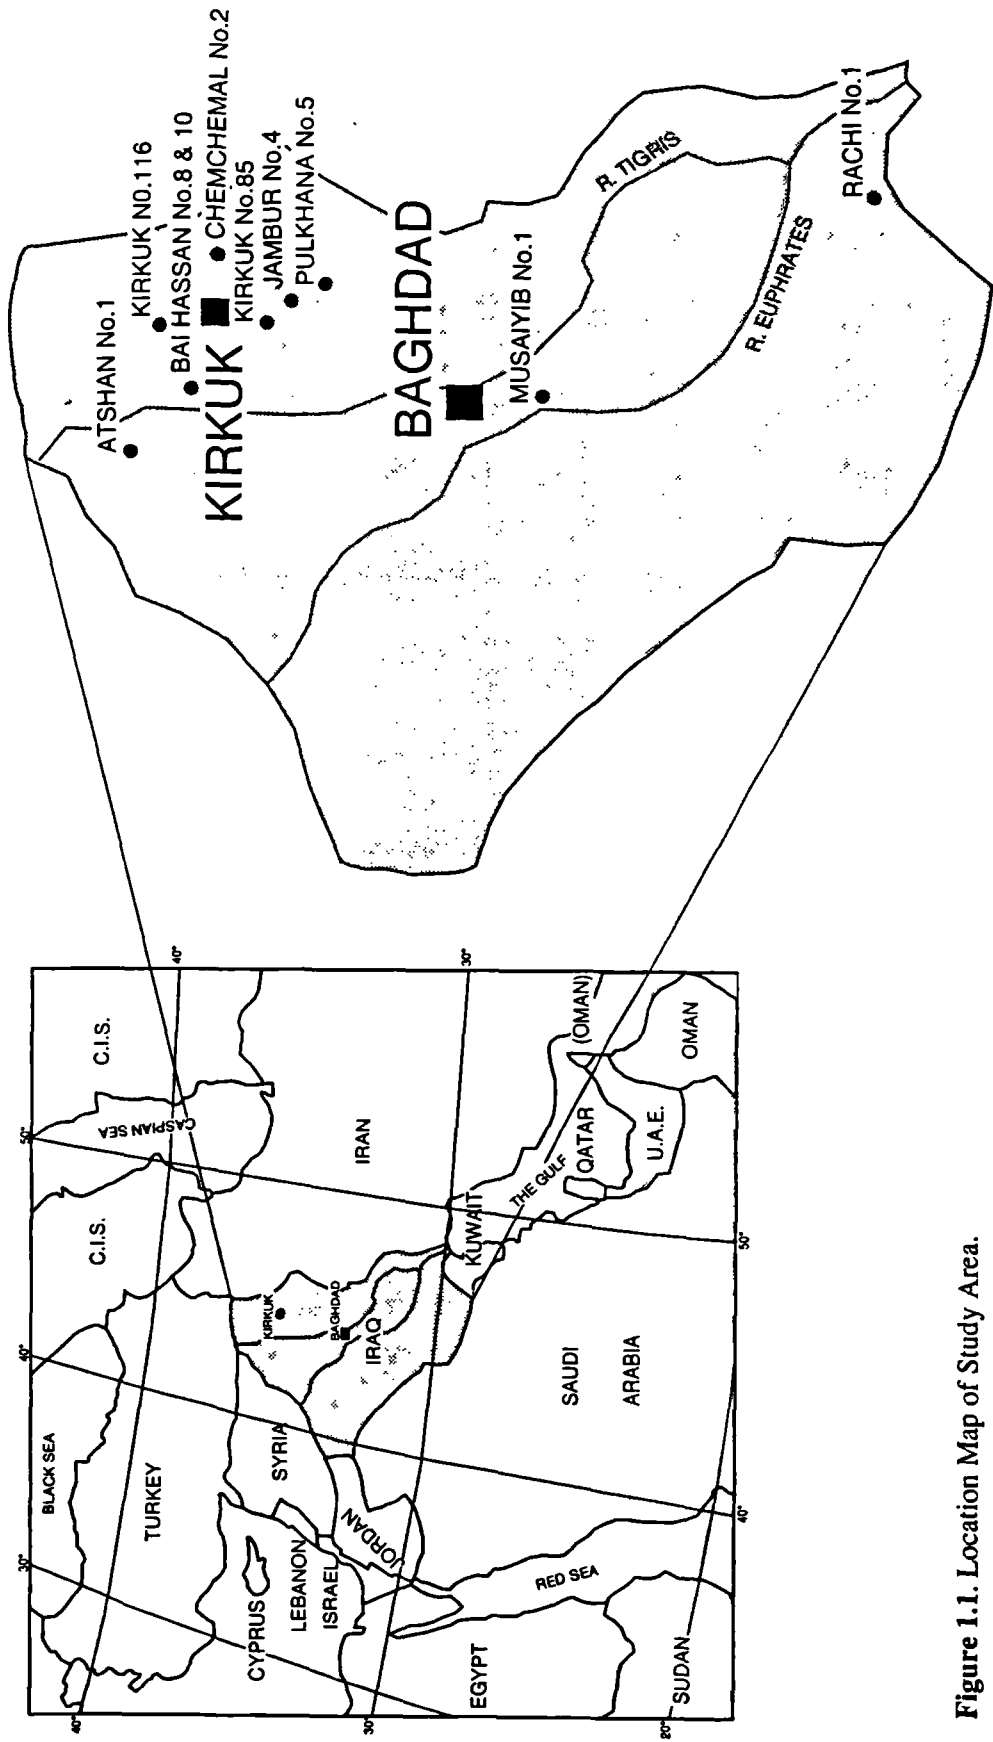 BLACK SEA
C.I.S.
C.I.S.
CASPIAN SEA
TURKEY
CYPRUS
SYRIA
LEBANON
ISRAEL
JORDAN
KIRKUK
BAGHDAD
IRAQ
IRAN
KUWAIT
THE GULF
QATAR
(OMAN)
U.A.E.
OMAN
SAUDI
ARABIA
RED SEA
EGYPT
SUDAN
30°
40°
50°
40°
40°
30°
30°
20°
40°
50°
ATSHAN No.1
KIRKUK NO.116
BAI HASSAN No.8 & 10
CHEMCHEMAL No.2
KIRKUK
KIRKUK No.85
JAMBUR No.4
PULKHANA No.5
BAGHDAD
MUSAIYIB No.1
R. TIGRIS
R. EUPHRATES
RACHI No.1
Figure 1.1. Location Map of Study Area.